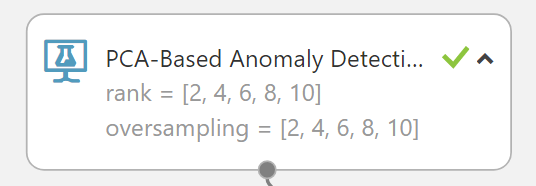 PCA-Based Anomaly Detecti...
rank = [2, 4, 6, 8, 10]
oversampling = [2, 4, 6, 8, 10]